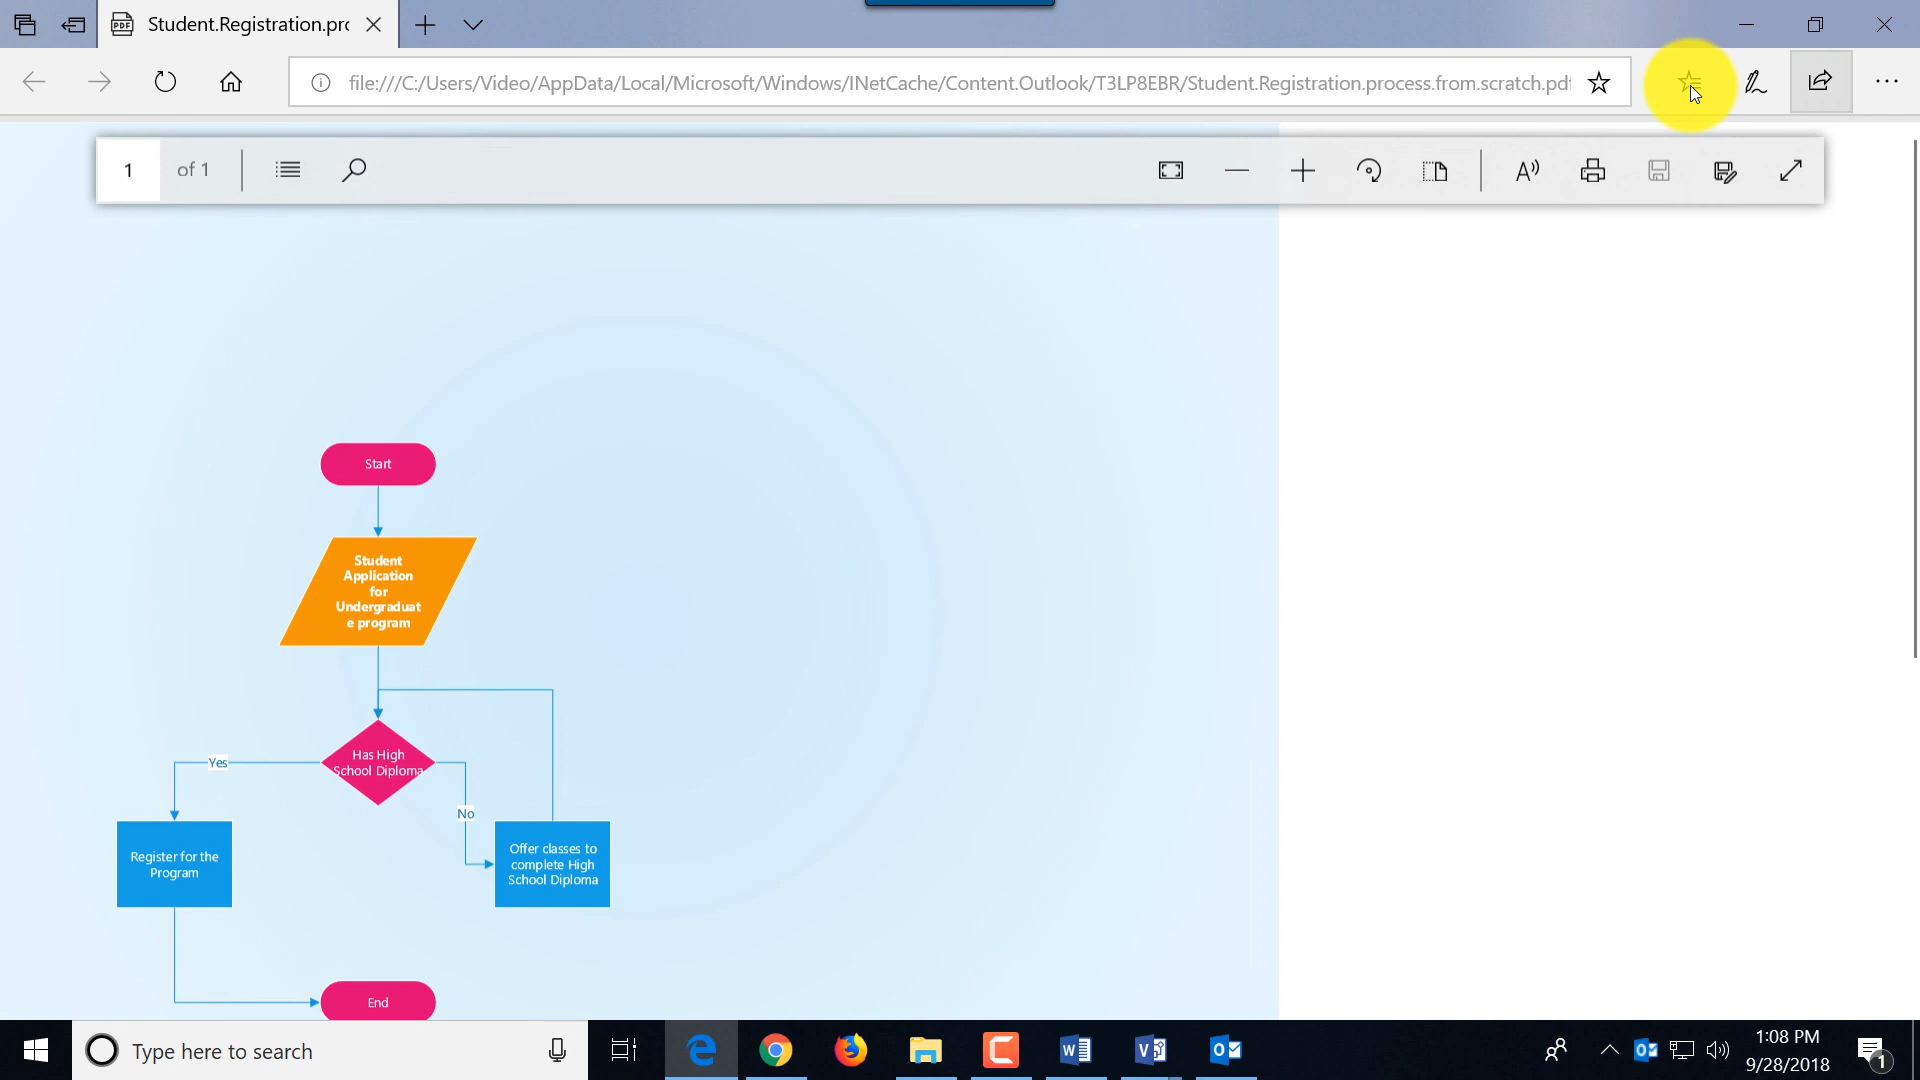 Student.Registration.pro
file:///C:/Users/Video/AppData/Local/Microsoft/Windows/INetCache/Content.Outlook/T3LP8EBR/Student.Registration.process.from.scratch.pdf
1
of 1
Start
Student
Application
for
Undergraduat
e program
Has High
School Diploma
Yes
No
Register for the
Program
Offer classes to
complete High
School Diploma
End
Type here to search
1:08 PM
9/28/2018
1